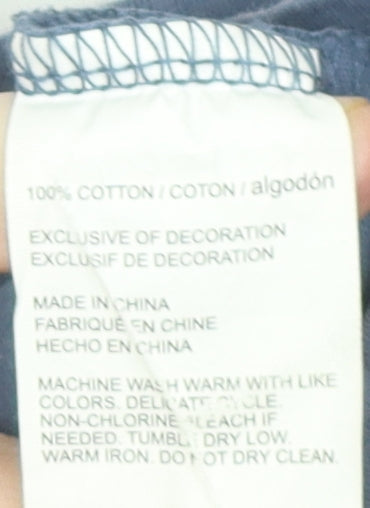 100% COTTON / COTON / algodón
EXCLUSIVE OF DECORATION
EXCLUSIF DE DECORATION
MADE IN CHINA
FABRIQUÉ EN CHINE
HECHO EN CHINA
MACHINE WASH WARM WITH LIKE
COLORS. DELICATE CYCLE.
NON-CHLORINE BLEACH IF
NEEDED. TUMBLE DRY LOW.
WARM IRON. DO NOT DRY CLEAN.